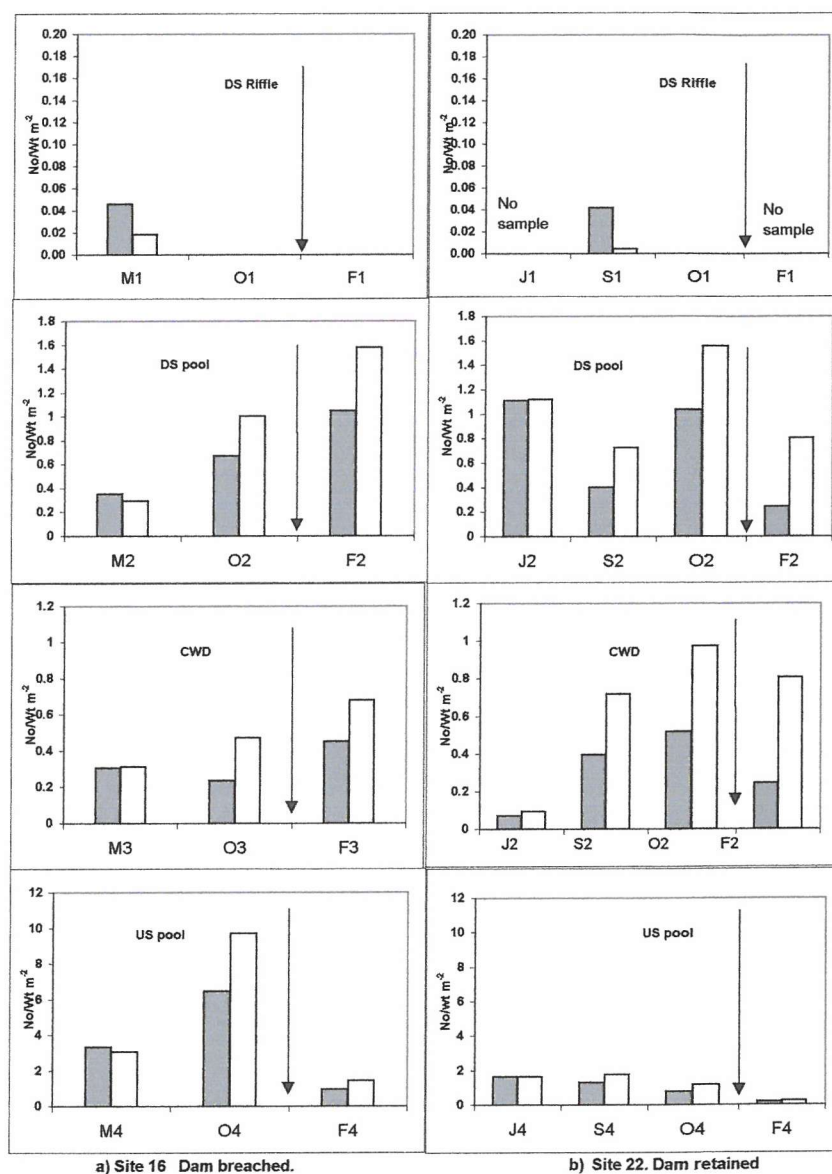 0.20
0.18
0.16
0.14
0.12
0.10
0.08
0.06
0.04
0.02
0.00
No/Wt m-2
DS Riffle
M1 O1 F1
0.20
0.18
0.16
0.14
0.12
0.10
0.08
0.06
0.04
0.02
0.00
No/Wt m-2
DS Riffle
No
sample
No
sample
J1 S1 O1 F1
1.8
1.6
1.4
1.2
1
0.8
0.6
0.4
0.2
0
No/Wt m-2
DS pool
M2 O2 F2
1.8
1.6
1.4
1.2
1
0.8
0.6
0.4
0.2
0
No/Wt m-2
DS pool
J2 S2 O2 F2
1.2
1
0.8
0.6
0.4
0.2
0
No/Wt m-2
CWD
M3 O3 F3
1.2
1
0.8
0.6
0.4
0.2
0
No/Wt m-2
CWD
J2 S2 O2 F2
12
10
8
6
4
2
0
No/Wt m-2
US pool
M4 O4 F4
12
10
8
6
4
2
0
No/wt m-2
US pool
J4 S4 O4 F4
a) Site 16 Dam breached.
b) Site 22. Dam retained